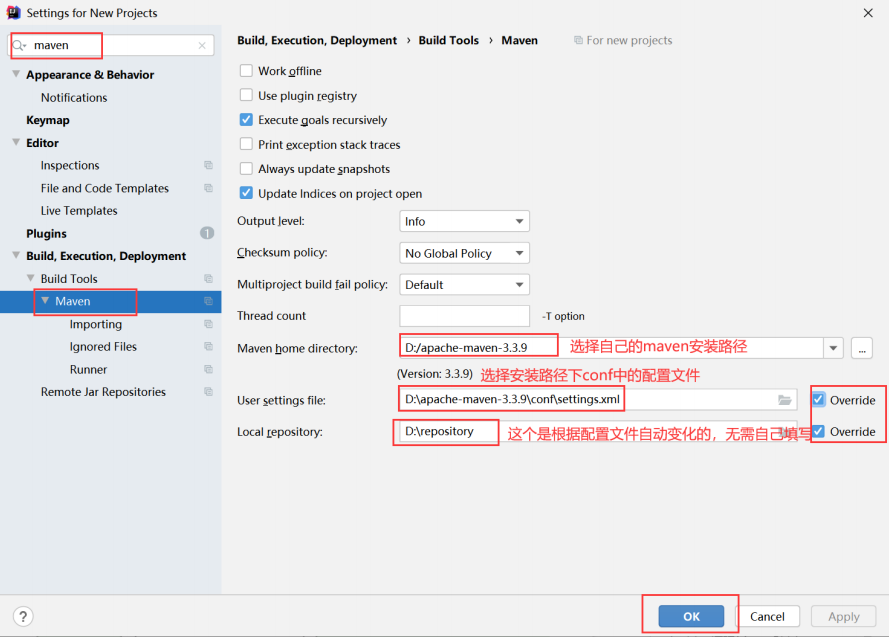 Settings for New Projects
maven
Appearance & Behavior
Notifications
Keymap
Editor
Inspections
File and Code Templates
Live Templates
Plugins 1
Build, Execution, Deployment
Build Tools
Maven
Importing
Ignored Files
Runner
Remote Jar Repositories
Build, Execution, Deployment › Build Tools › Maven For new projects
Work offline
Use plugin registry
Execute goals recursively
Print exception stack traces
Always update snapshots
Update Indices on project open
Output level: Info
Checksum policy: No Global Policy
Multiproject build fail policy: Default
Thread count -T option
Maven home directory: D:/apache-maven-3.3.9 选择自己的maven安装路径 ...
(Version: 3.3.9) 选择安装路径下conf中的配置文件
User settings file: D:\apache-maven-3.3.9\conf\settings.xml Override
Local repository: D:\repository 这个是根据配置文件自动变化的，无需自己填写 Override
? OK Cancel Apply